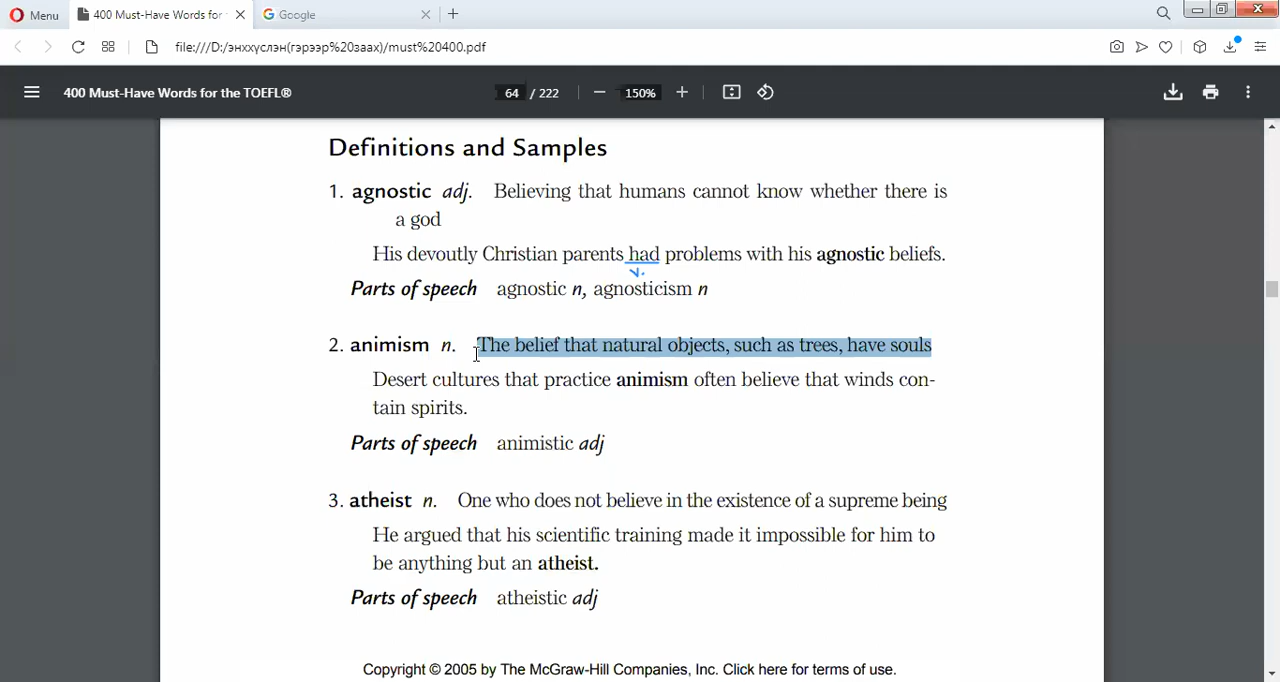 Menu
400 Must-Have Words for
Google
file:///D:/энххүслэн(гэрээр%20заах)/must%20400.pdf
400 Must-Have Words for the TOEFL®
64 / 222
150%
Definitions and Samples
1. agnostic adj. Believing that humans cannot know whether there is
a god
His devoutly Christian parents had problems with his agnostic beliefs.
v.
Parts of speech agnostic n, agnosticism n
2. animism n. The belief that natural objects, such as trees, have souls
Desert cultures that practice animism often believe that winds con-
tain spirits.
Parts of speech animistic adj
3. atheist n. One who does not believe in the existence of a supreme being
He argued that his scientific training made it impossible for him to
be anything but an atheist.
Parts of speech atheistic adj
Copyright © 2005 by The McGraw-Hill Companies, Inc. Click here for terms of use.